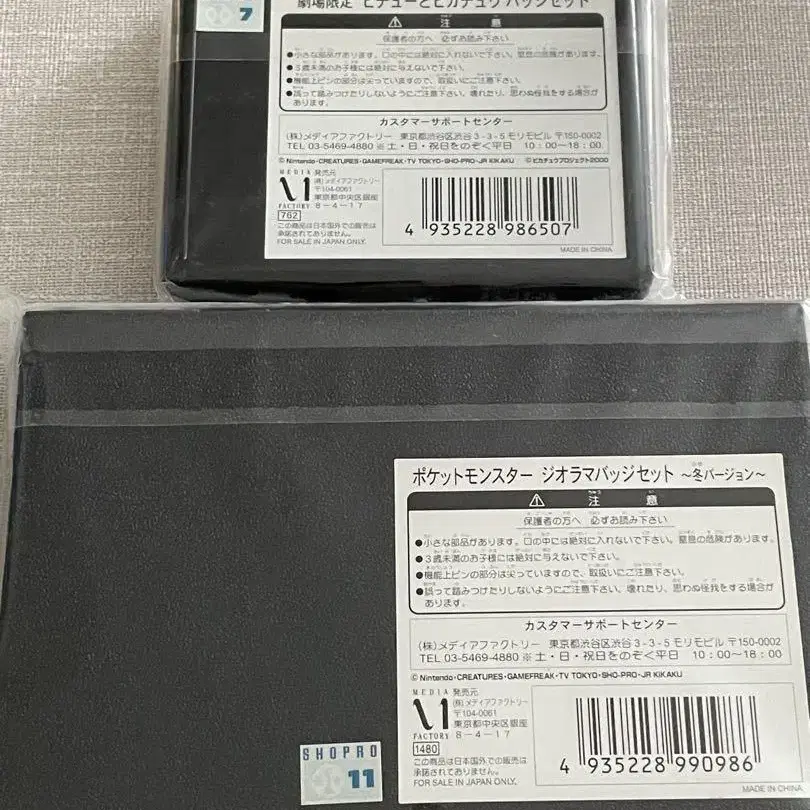 7
劇場限定 ピチューとピカチュウ バッジセット
⚠ 注 意
保護者の方へ 必ずお読み下さい
●小さな部品があります。口の中には絶対に入れないで下さい。窒息の危険があります。
●3歳未満のお子様には絶対に与えないで下さい。
●機能上ピンの部分は尖っていますので、取扱いにご注意下さい。
●誤って踏みつけたりしないようにご注意下さい。壊れたり、思わぬ怪我をする場合が
あります。
カスタマーサポートセンター
(株)メディアファクトリー 東京都渋谷区渋谷3-3-5モリモビル 〒150-0002
TEL 03-5469-4880 ※土・日・祝日をのぞく平日 10:00~18:00
© Nintendo・CREATURES・GAMEFREAK・TV TOKYO・SHO-PRO・JR KIKAKU ©ピカチュウプロジェクト2000
MEDIA FACTORY
762
発売元
(株)メディアファクトリー
〒104-0061
東京都中央区銀座
8-4-17
この商品は日本国外での販売は
承諾されておりません。
FOR SALE IN JAPAN ONLY.
4 935228 986507
MADE IN CHINA
ポケットモンスター ジオラマバッジセット ~冬バージョン~
⚠ 注 意
保護者の方へ 必ずお読み下さい
●小さな部品があります。口の中には絶対に入れないで下さい。窒息の危険があります。
●3歳未満のお子様には絶対に与えないで下さい。
●機能上ピンの部分は尖っていますので、取扱いにご注意下さい。
●誤って踏みつけたりしないようにご注意下さい。壊れたり、思わぬ怪我をする場合が
あります。
カスタマーサポートセンター
(株)メディアファクトリー 東京都渋谷区渋谷3-3-5モリモビル 〒150-0002
TEL 03-5469-4880 ※土・日・祝日をのぞく平日 10:00~18:00
© Nintendo・CREATURES・GAMEFREAK・TV TOKYO・SHO-PRO・JR KIKAKU
MEDIA FACTORY
1480
発売元
(株)メディアファクトリー
〒104-0061
東京都中央区銀座
8-4-17
この商品は日本国外での販売は
承諾されておりません。
FOR SALE IN JAPAN ONLY.
4 935228 990986
MADE IN CHINA
SHOPRO
11